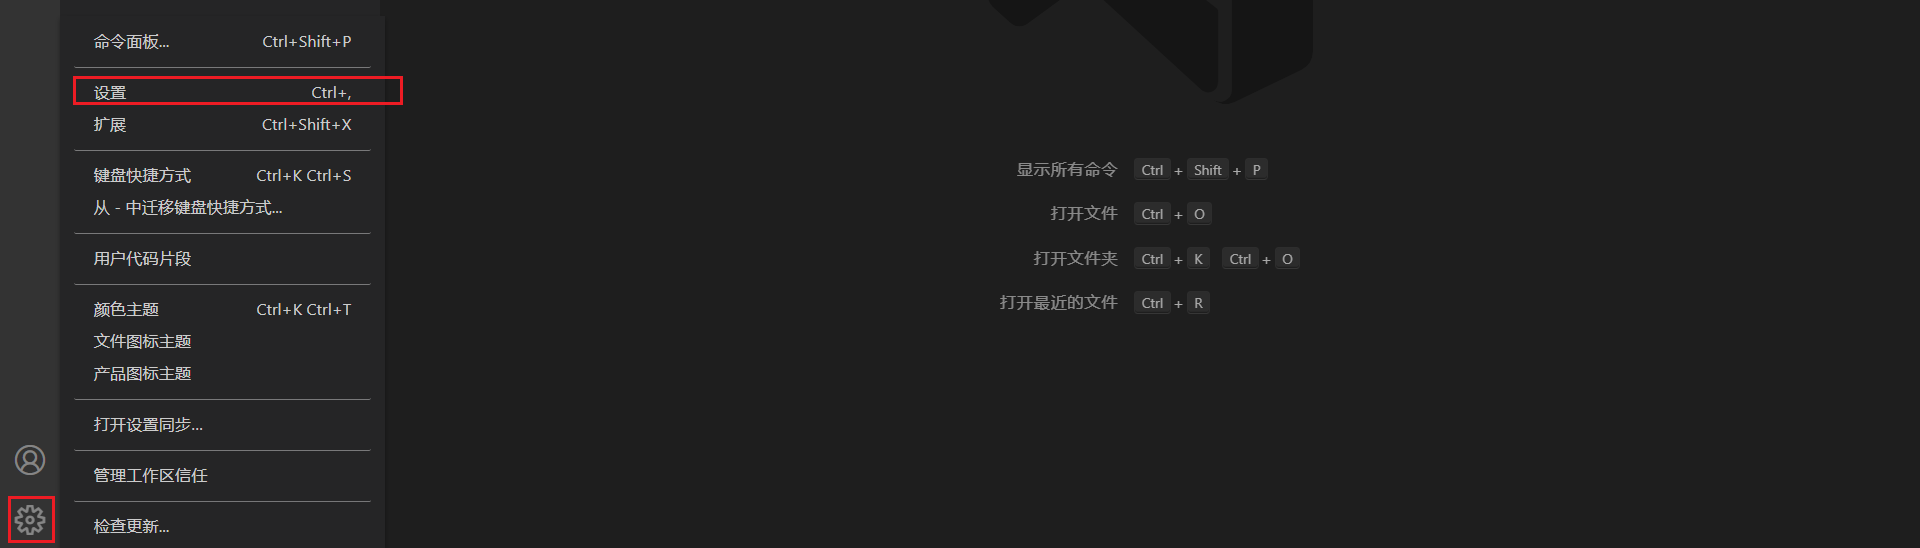 命令面板... Ctrl+Shift+P
设置 Ctrl+,
扩展 Ctrl+Shift+X
键盘快捷方式 Ctrl+K Ctrl+S
从 - 中迁移键盘快捷方式...
用户代码片段
颜色主题 Ctrl+K Ctrl+T
文件图标主题
产品图标主题
打开设置同步...
管理工作区信任
检查更新...
显示所有命令 Ctrl + Shift + P
打开文件 Ctrl + O
打开文件夹 Ctrl + K Ctrl + O
打开最近的文件 Ctrl + R